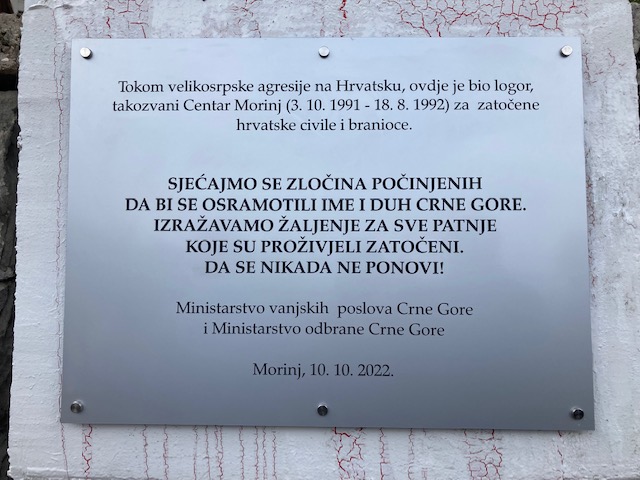 Tokom velikosrpske agresije na Hrvatsku, ovdje je bio logor,
takozvani Centar Morinj (3. 10. 1991 - 18. 8. 1992) za zatočene
hrvatske civile i branioce.
SJEĆAJMO SE ZLOČINA POČINJENIH
DA BI SE OSRAMOTILI IME I DUH CRNE GORE.
IZRAŽAVAMO ŽALJENJE ZA SVE PATNJE
KOJE SU PROŽIVJELI ZATOČENI.
DA SE NIKADA NE PONOVI!
Ministarstvo vanjskih poslova Crne Gore
i Ministarstvo odbrane Crne Gore
Morinj, 10. 10. 2022.